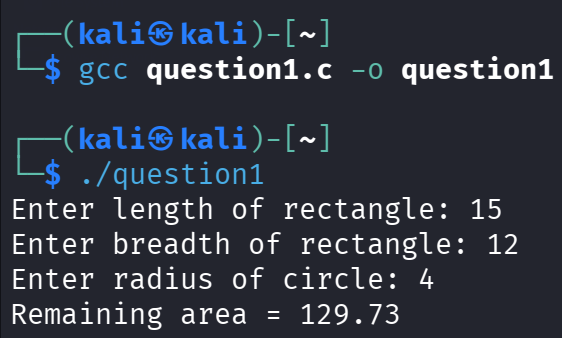 ┌──(kali㉿kali)-[~]
└─$ gcc question1.c -o question1
┌──(kali㉿kali)-[~]
└─$ ./question1
Enter length of rectangle: 15
Enter breadth of rectangle: 12
Enter radius of circle: 4
Remaining area = 129.73